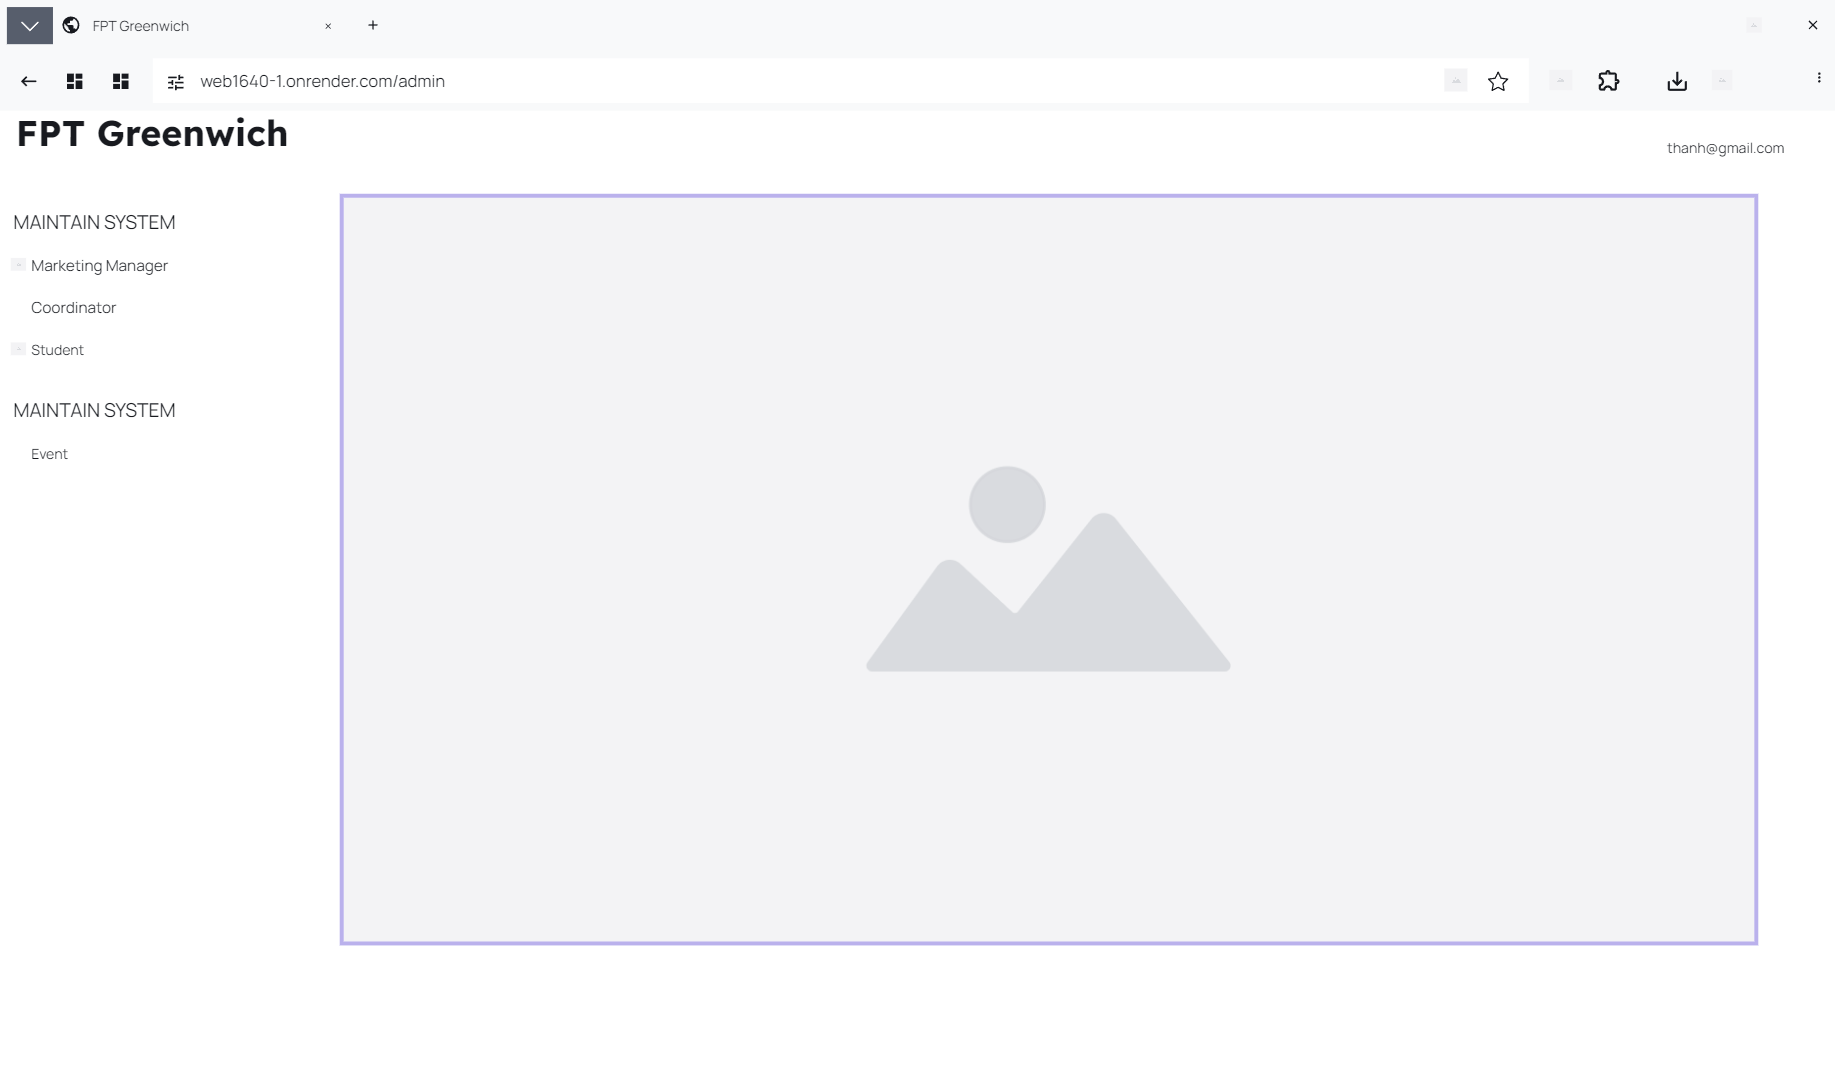 FPT Greenwich
web1640-1.onrender.com/admin
FPT Greenwich
thanh@gmail.com
MAINTAIN SYSTEM
Marketing Manager
Coordinator
Student
MAINTAIN SYSTEM
Event